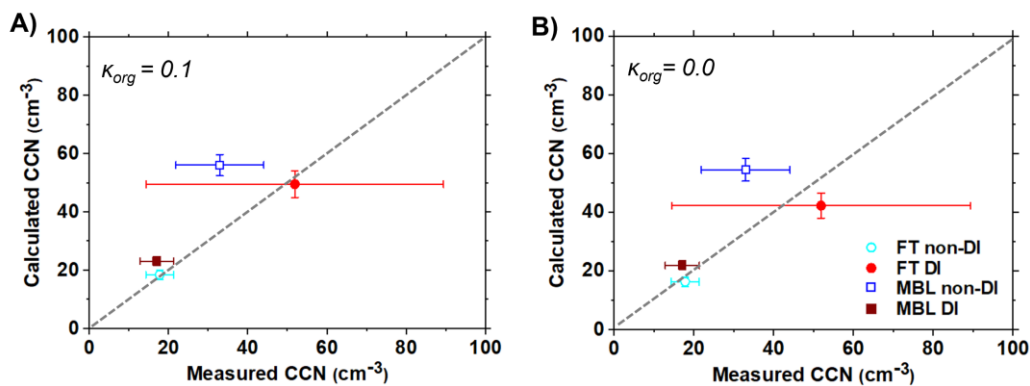 A)
κorg = 0.1
100
80
60
40
20
0
0 20 40 60 80 100
Calculated CCN (cm⁻³)
Measured CCN (cm⁻³)
B)
κorg = 0.0
100
80
60
40
20
0
0 20 40 60 80 100
Calculated CCN (cm⁻³)
Measured CCN (cm⁻³)
FT non-DI
FT DI
MBL non-DI
MBL DI